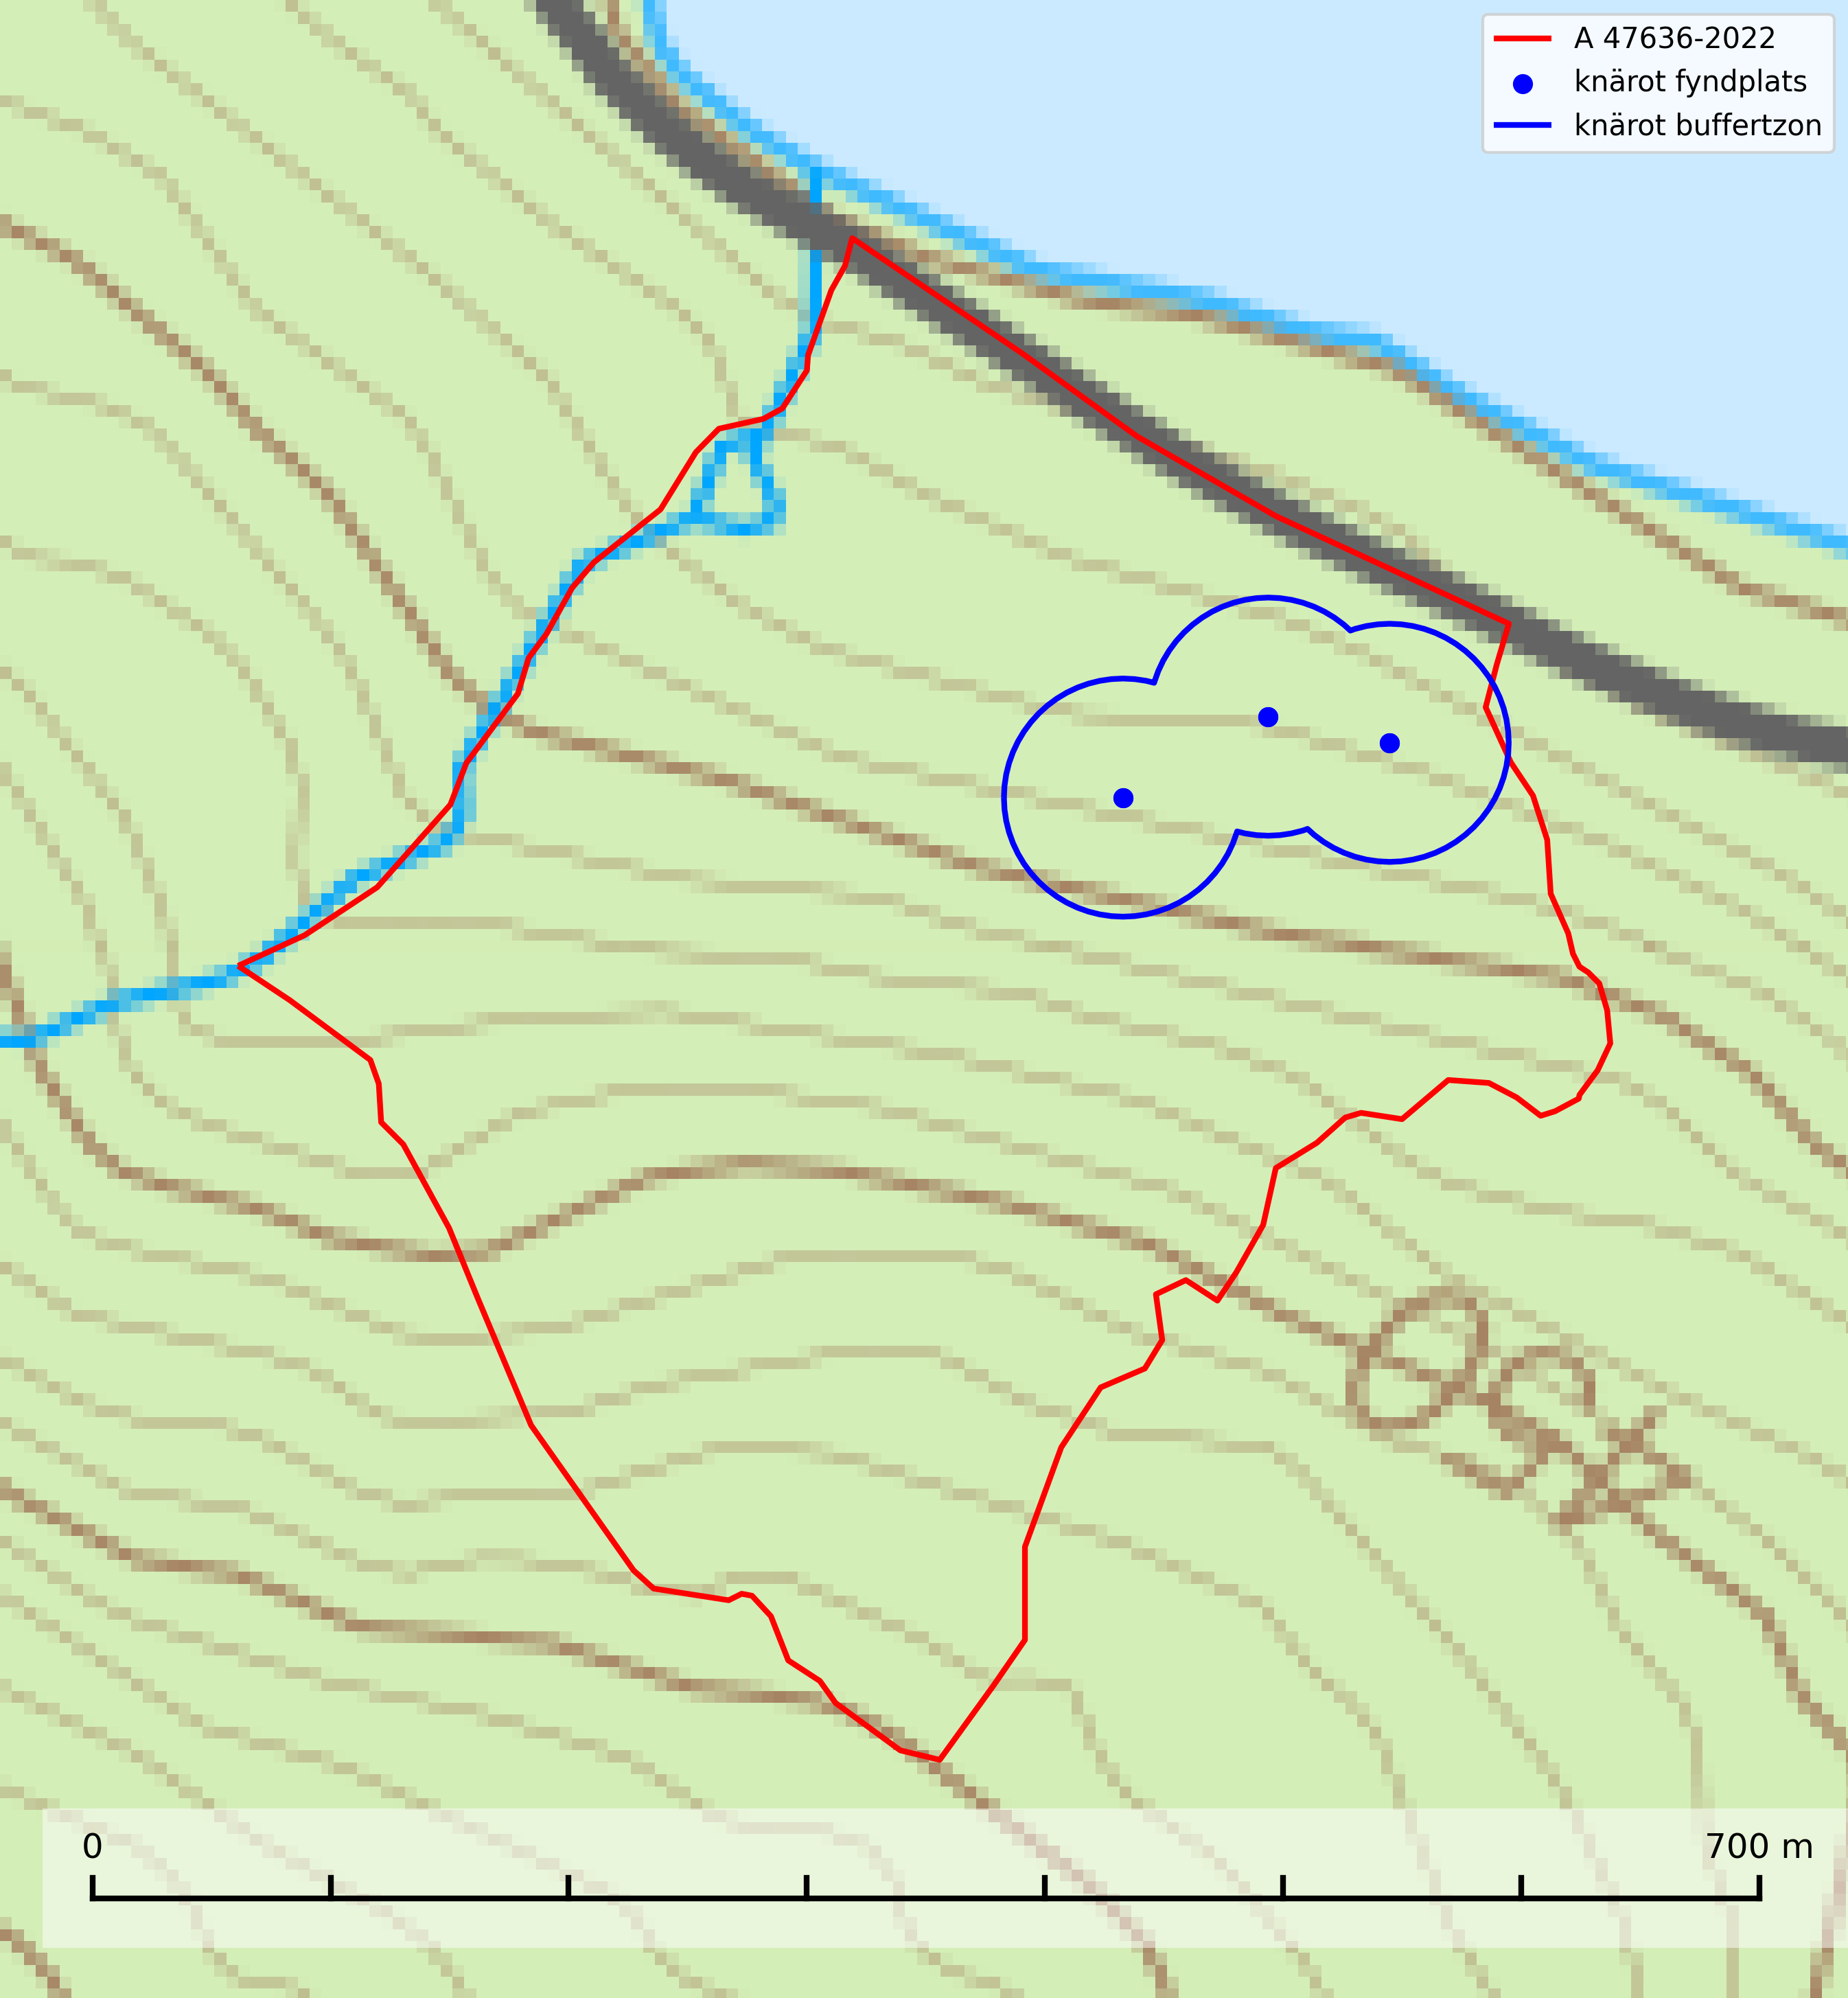 A 47636-2022
knärot fyndplats
knärot buffertzon
0
700 m